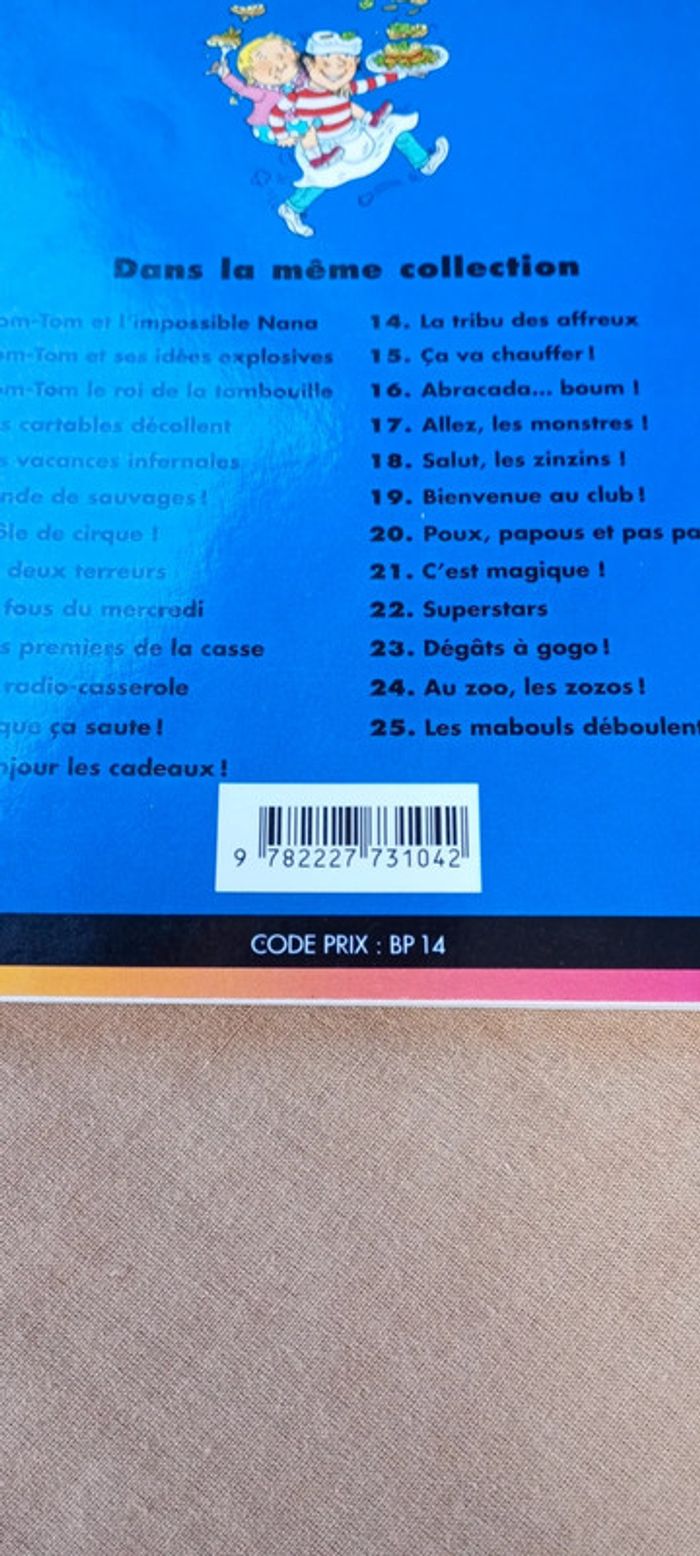 Dans la même collection
om-Tom et l'impossible Nana
om-Tom et ses idées explosives
om-Tom le roi de la tambouille
s cartables décollent
s vacances infernales
nde de sauvages !
ôle de cirque !
deux terreurs
fous du mercredi
s premiers de la casse
radio-casserole
que ça saute !
njour les cadeaux !
14. La tribu des affreux
15. Ça va chauffer !
16. Abracada... boum !
17. Allez, les monstres !
18. Salut, les zinzins !
19. Bienvenue au club !
20. Poux, papous et pas pa
21. C'est magique !
22. Superstars
23. Dégâts à gogo !
24. Au zoo, les zozos !
25. Les mabouls déboulent
9 782227 731042
CODE PRIX : BP 14